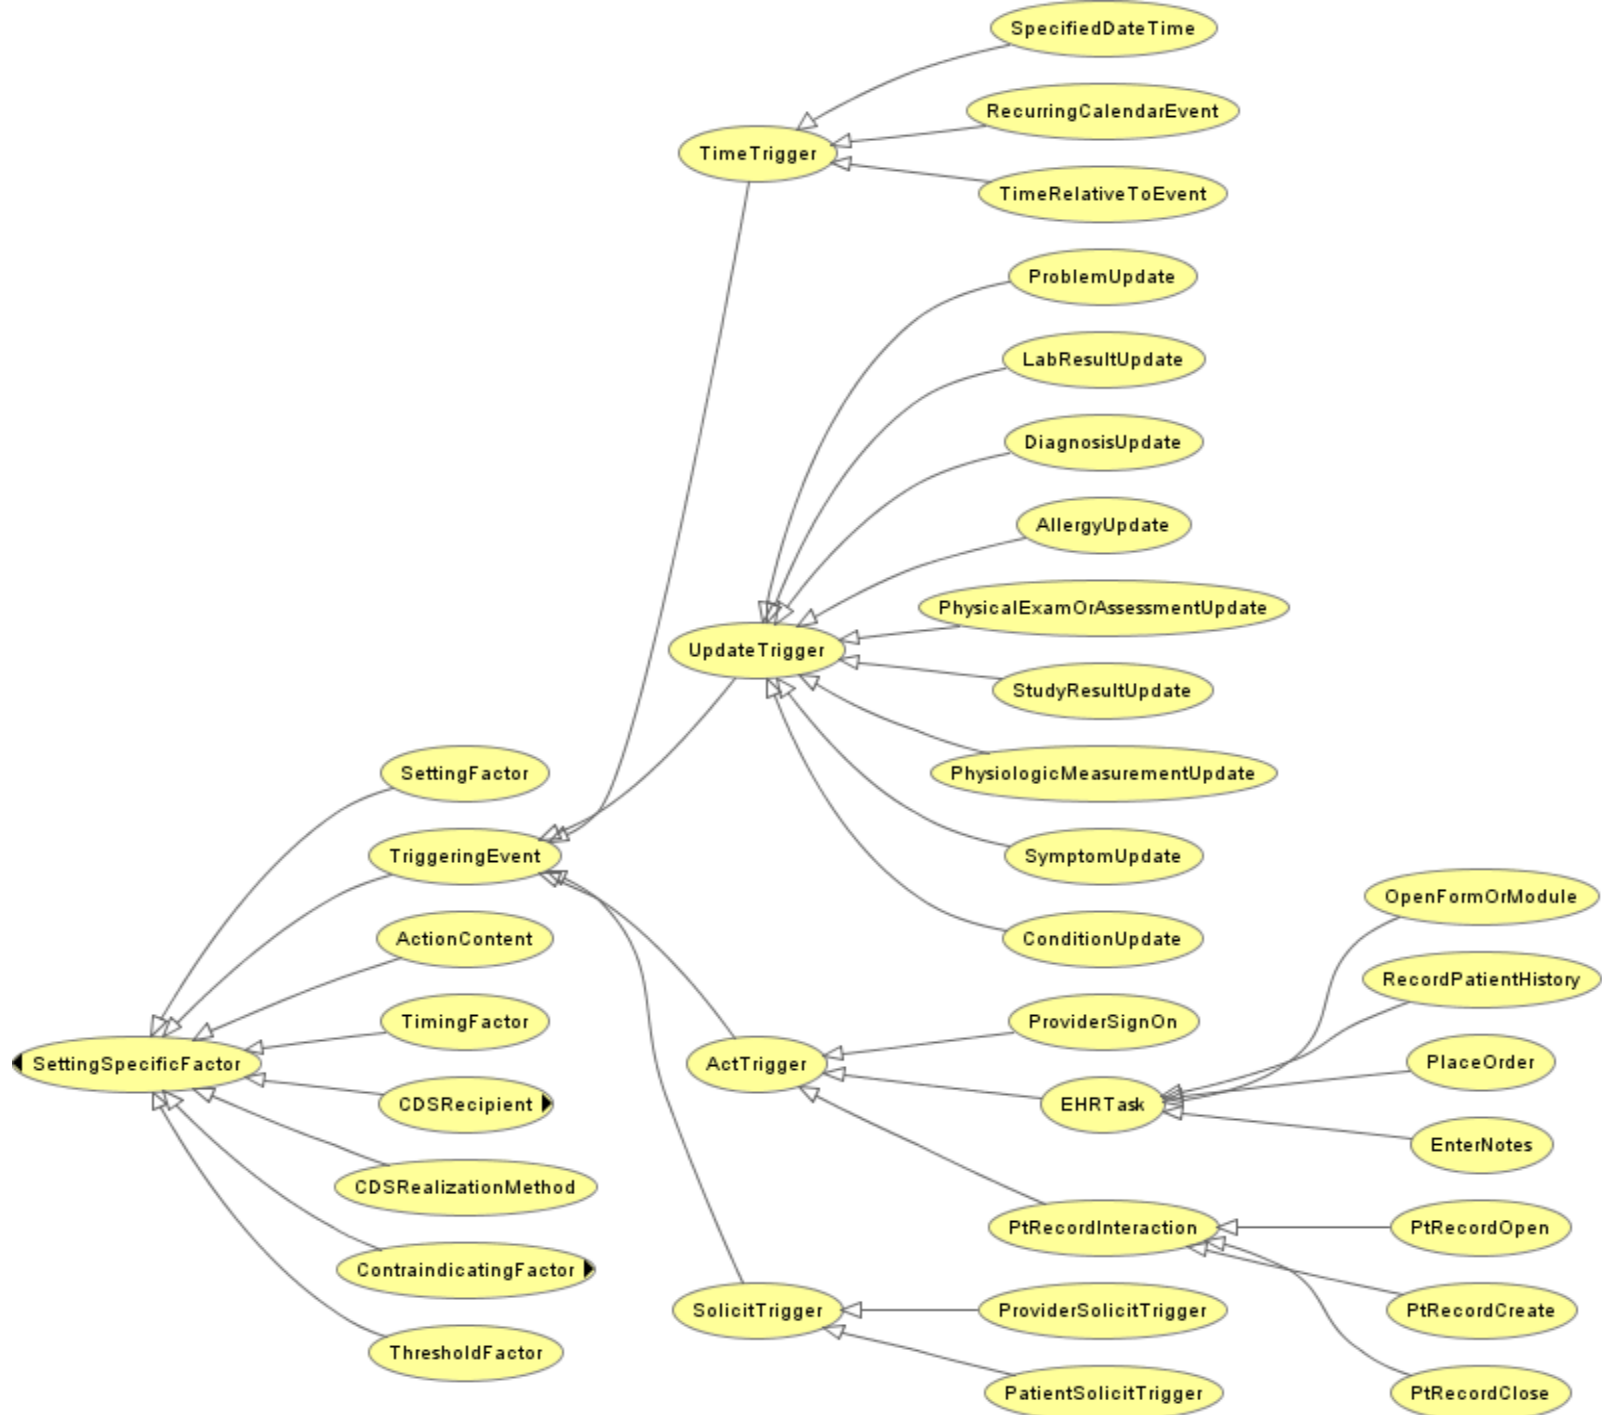 SpecifiedDateTime
RecurringCalendarEvent
TimeTrigger
TimeRelativeToEvent
ProblemUpdate
LabResultUpdate
DiagnosisUpdate
AllergyUpdate
PhysicalExamOrAssessmentUpdate
UpdateTrigger
StudyResultUpdate
SettingFactor
PhysiologicMeasurementUpdate
TriggeringEvent
SymptomUpdate
OpenFormOrModule
ActionContent
ConditionUpdate
RecordPatientHistory
TimingFactor
ProviderSignOn
SettingSpecificFactor
ActTrigger
PlaceOrder
CDSRecipient
EHRTask
EnterNotes
CDSRealizationMethod
PtRecordInteraction
PtRecordOpen
ContraindicatingFactor
SolicitTrigger
ProviderSolicitTrigger
PtRecordCreate
ThresholdFactor
PatientSolicitTrigger
PtRecordClose